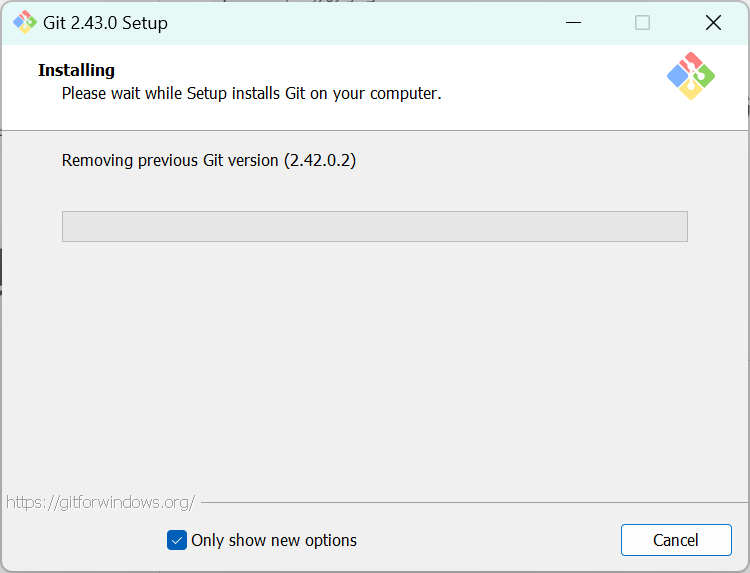 Git 2.43.0 Setup
Installing
Please wait while Setup installs Git on your computer.
Removing previous Git version (2.42.0.2)
https://gitforwindows.org/
Only show new options
Cancel